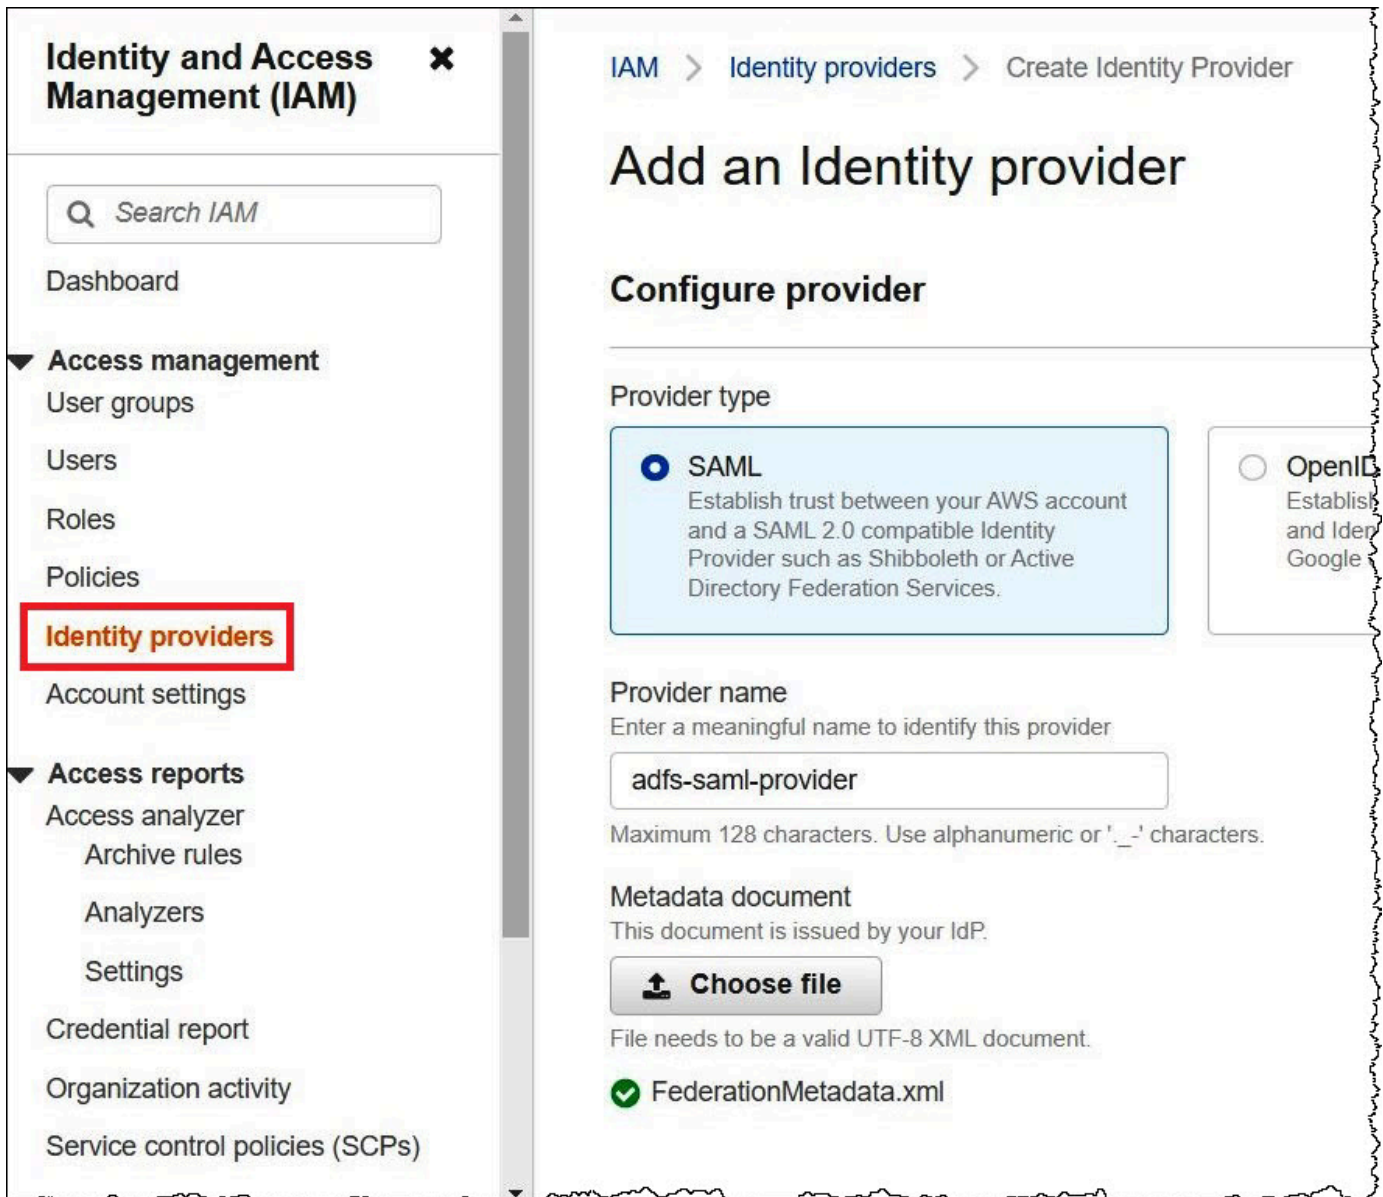 Identity and Access
Management (IAM)
Search IAM
Dashboard
Access management
User groups
Users
Roles
Policies
Identity providers
Account settings
Access reports
Access analyzer
Archive rules
Analyzers
Settings
Credential report
Organization activity
Service control policies (SCPs)
IAM > Identity providers > Create Identity Provider
Add an Identity provider
Configure provider
Provider type
SAML
Establish trust between your AWS account
and a SAML 2.0 compatible Identity
Provider such as Shibboleth or Active
Directory Federation Services.
OpenID
Establish
and Iden
Google
Provider name
Enter a meaningful name to identify this provider
adfs-saml-provider
Maximum 128 characters. Use alphanumeric or '._-' characters.
Metadata document
This document is issued by your IdP.
Choose file
File needs to be a valid UTF-8 XML document.
FederationMetadata.xml